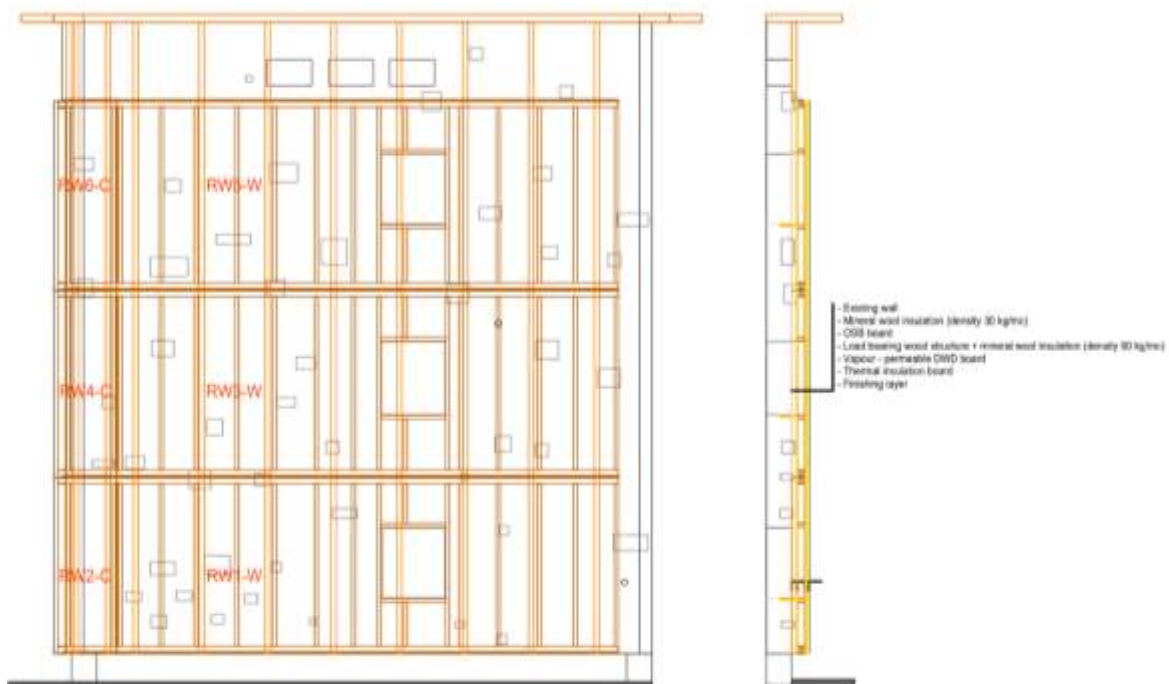 RW6-C
RW5-W
RW4-C
RW3-W
RW2-C
RW1-W
- Existing wall
- Mineral wool insulation (density 30 kg/mc)
- OSB board
- Load bearing wood structure + mineral wool insulation (density 60 kg/mc)
- Vapour - permeable DWD board
- Thermal insulation board
- Finishing layer